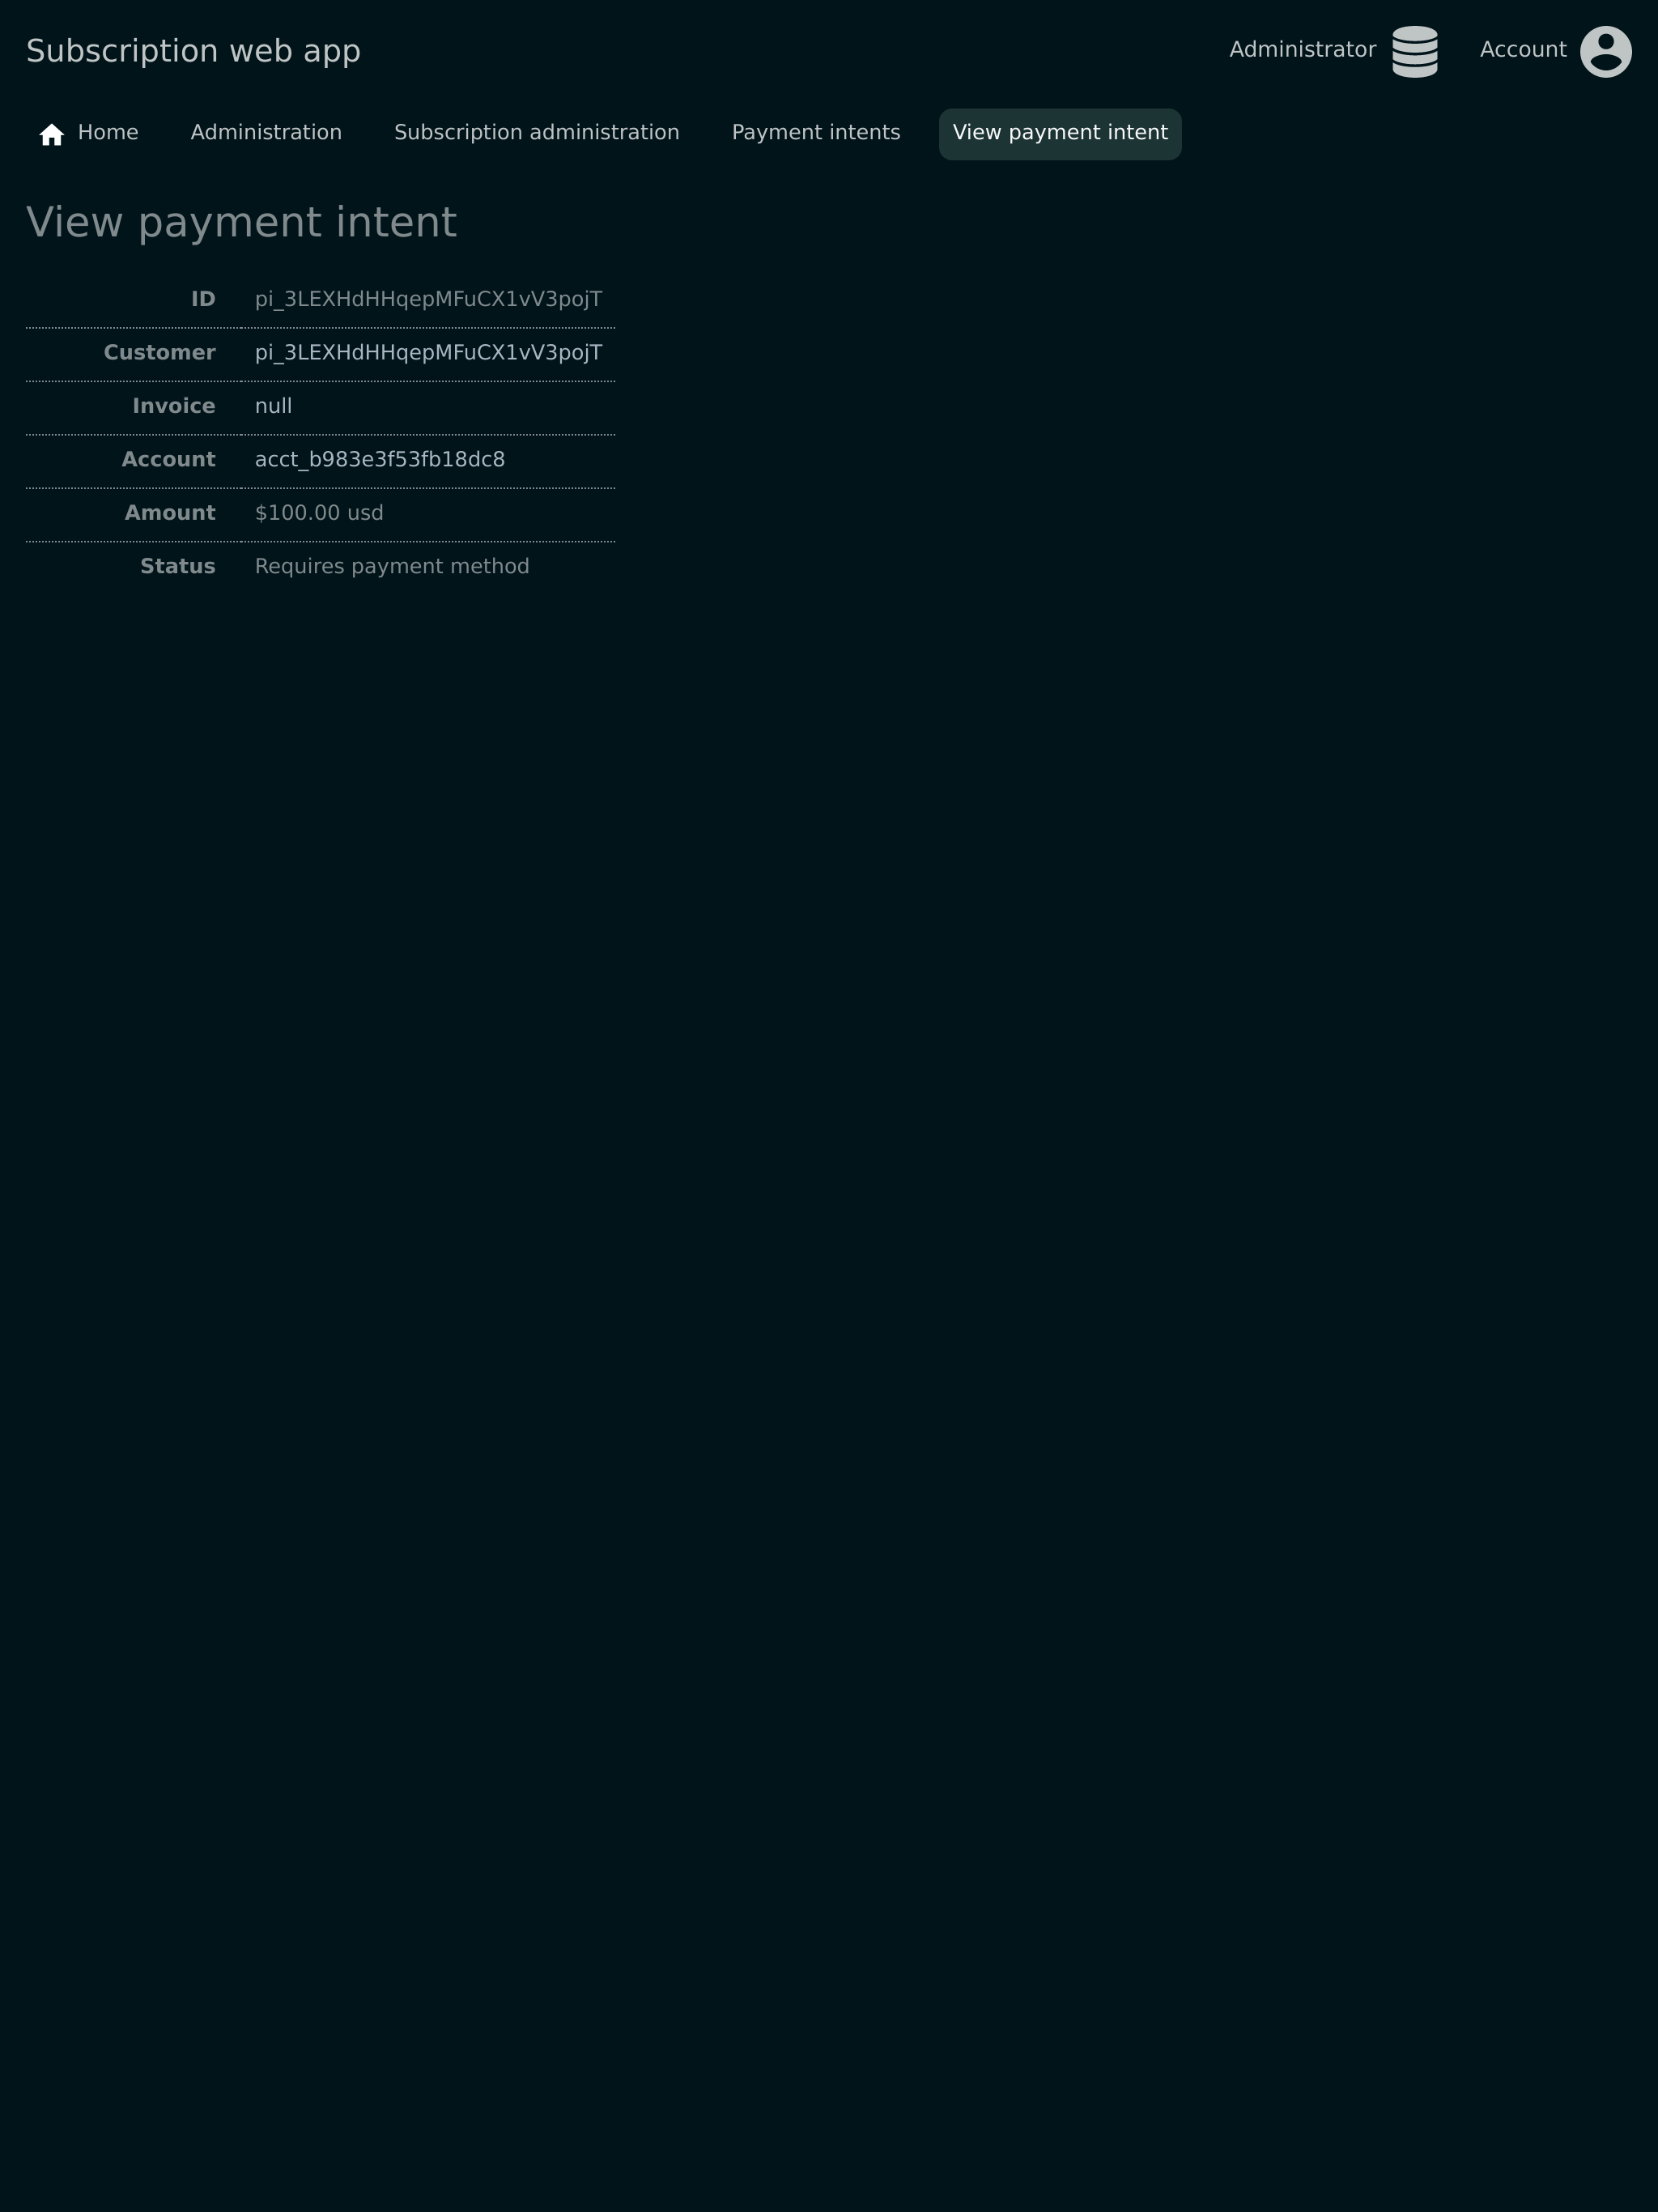 Subscription web app
Administrator
Account
Home
Administration
Subscription administration
Payment intents
View payment intent
View payment intent
ID pi_3LEXHdHHqepMFuCX1vV3pojT
Customer pi_3LEXHdHHqepMFuCX1vV3pojT
Invoice null
Account acct_b983e3f53fb18dc8
Amount $100.00 usd
Status Requires payment method